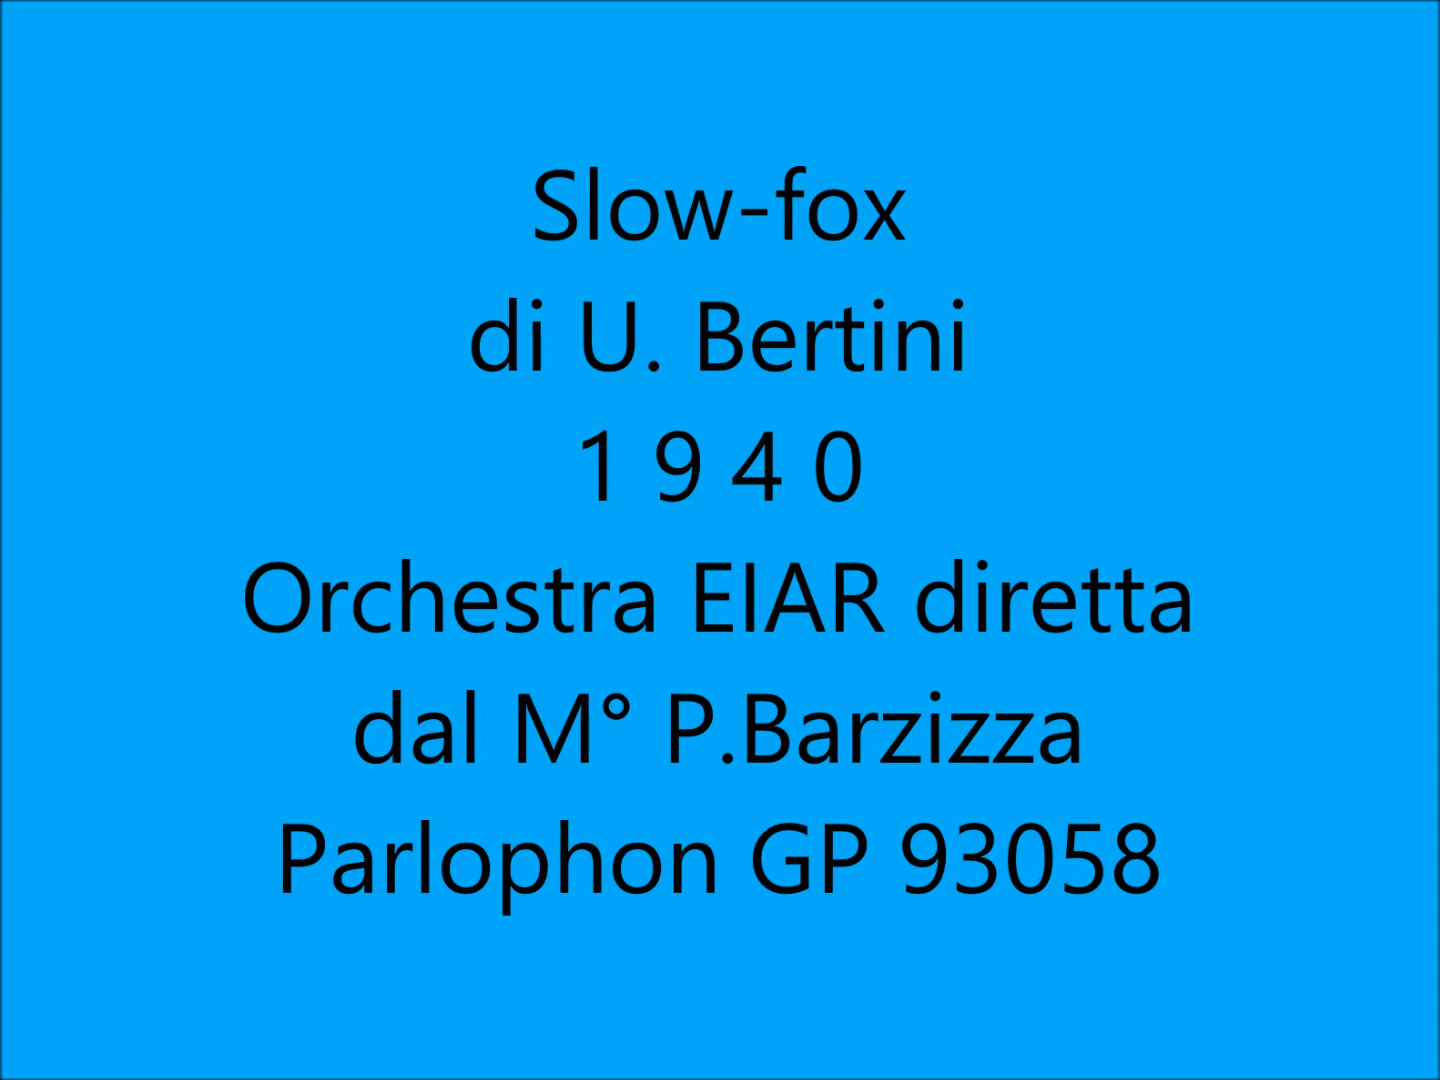 Slow-fox
di U. Bertini
1 9 4 0
Orchestra EIAR diretta
dal M° P.Barzizza
Parlophon GP 93058